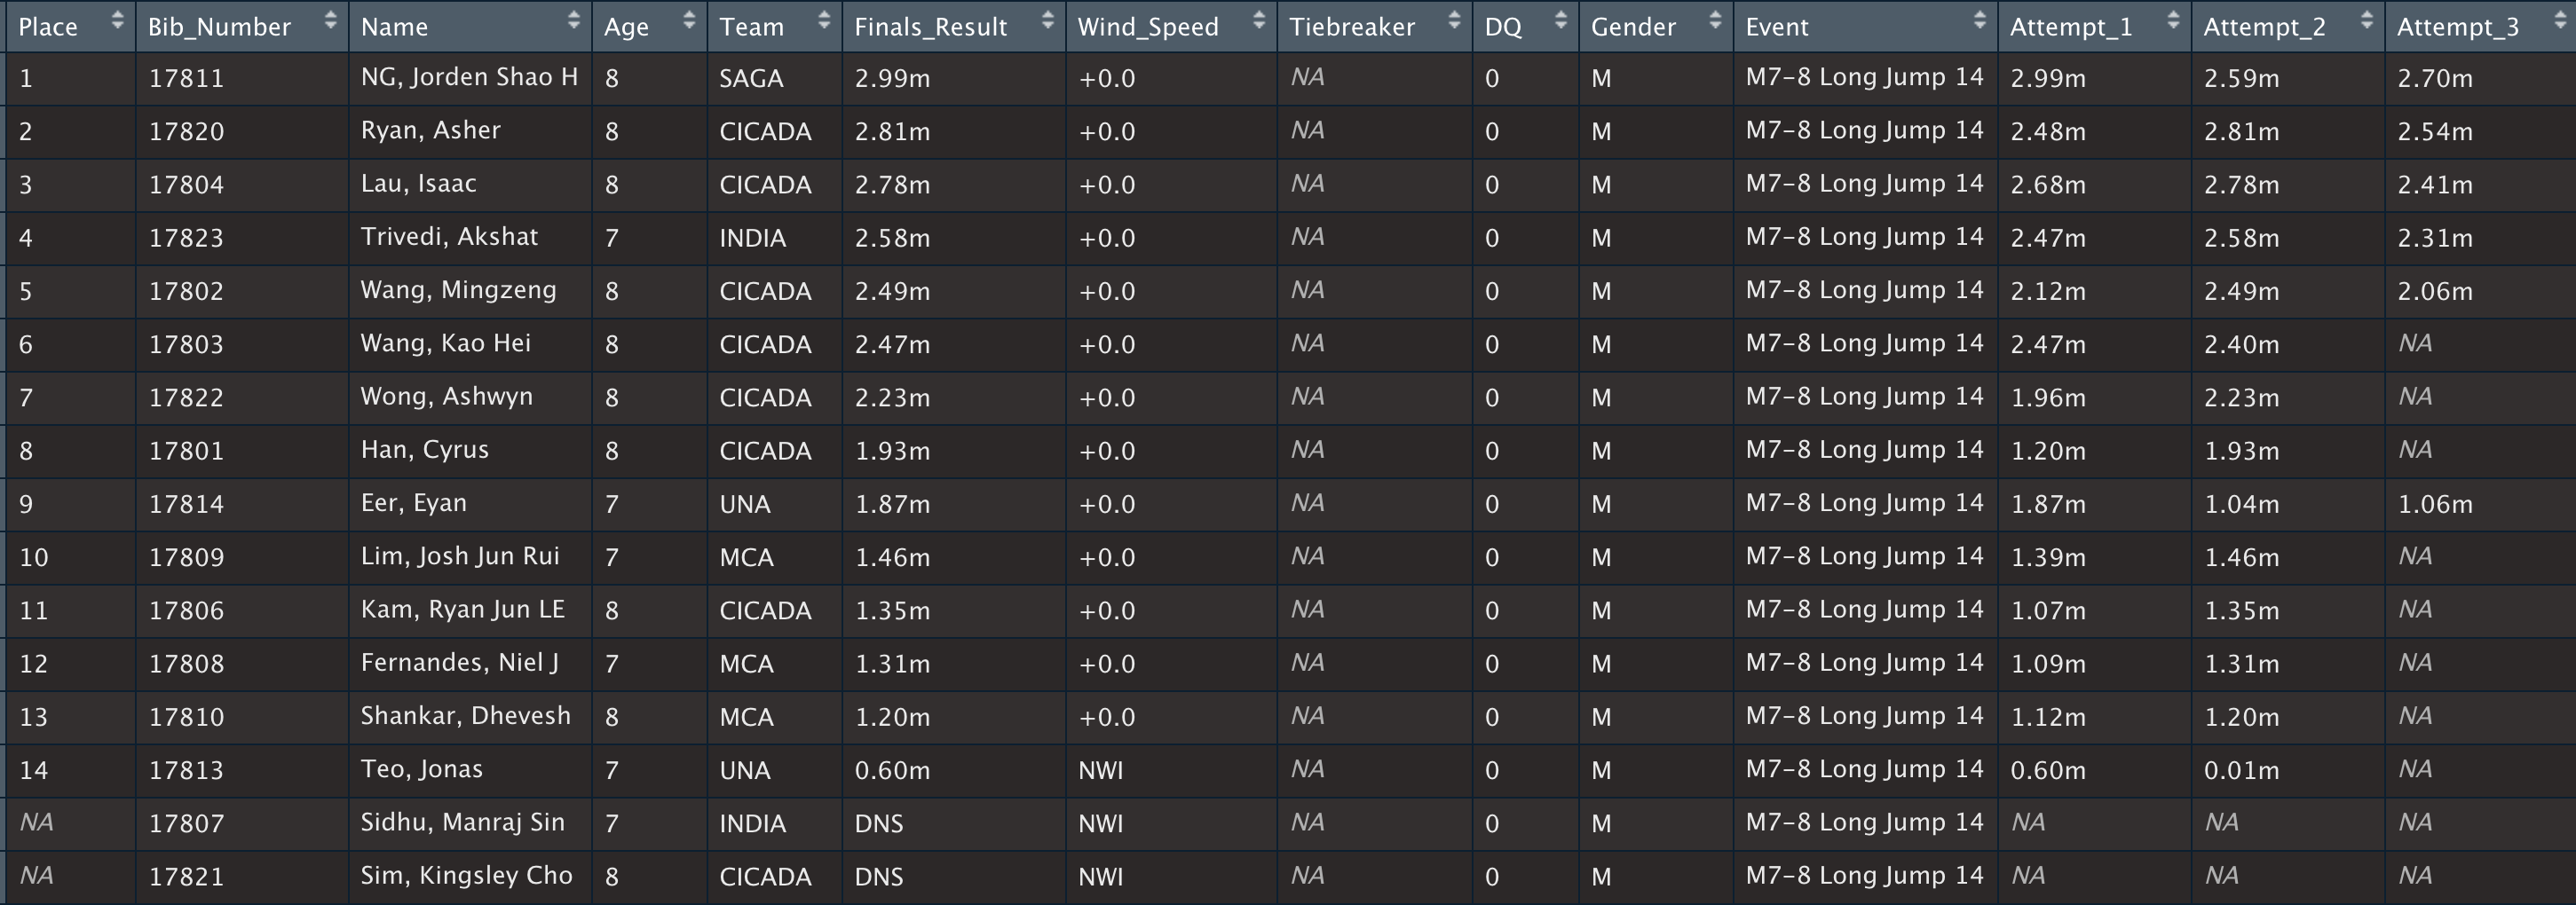 Place Bib_Number Name Age Team Finals_Result Wind_Speed Tiebreaker DQ Gender Event Attempt_1 Attempt_2 Attempt_3
1 17811 NG, Jorden Shao H 8 SAGA 2.99m +0.0 NA 0 M M7-8 Long Jump 14 2.99m 2.59m 2.70m
2 17820 Ryan, Asher 8 CICADA 2.81m +0.0 NA 0 M M7-8 Long Jump 14 2.48m 2.81m 2.54m
3 17804 Lau, Isaac 8 CICADA 2.78m +0.0 NA 0 M M7-8 Long Jump 14 2.68m 2.78m 2.41m
4 17823 Trivedi, Akshat 7 INDIA 2.58m +0.0 NA 0 M M7-8 Long Jump 14 2.47m 2.58m 2.31m
5 17802 Wang, Mingzeng 8 CICADA 2.49m +0.0 NA 0 M M7-8 Long Jump 14 2.12m 2.49m 2.06m
6 17803 Wang, Kao Hei 8 CICADA 2.47m +0.0 NA 0 M M7-8 Long Jump 14 2.47m 2.40m NA
7 17822 Wong, Ashwyn 8 CICADA 2.23m +0.0 NA 0 M M7-8 Long Jump 14 1.96m 2.23m NA
8 17801 Han, Cyrus 8 CICADA 1.93m +0.0 NA 0 M M7-8 Long Jump 14 1.20m 1.93m NA
9 17814 Eer, Eyan 7 UNA 1.87m +0.0 NA 0 M M7-8 Long Jump 14 1.87m 1.04m 1.06m
10 17809 Lim, Josh Jun Rui 7 MCA 1.46m +0.0 NA 0 M M7-8 Long Jump 14 1.39m 1.46m NA
11 17806 Kam, Ryan Jun LE 8 CICADA 1.35m +0.0 NA 0 M M7-8 Long Jump 14 1.07m 1.35m NA
12 17808 Fernandes, Niel J 7 MCA 1.31m +0.0 NA 0 M M7-8 Long Jump 14 1.09m 1.31m NA
13 17810 Shankar, Dhevesh 8 MCA 1.20m +0.0 NA 0 M M7-8 Long Jump 14 1.12m 1.20m NA
14 17813 Teo, Jonas 7 UNA 0.60m NWI NA 0 M M7-8 Long Jump 14 0.60m 0.01m NA
NA 17807 Sidhu, Manraj Sin 7 INDIA DNS NWI NA 0 M M7-8 Long Jump 14 NA NA NA
NA 17821 Sim, Kingsley Cho 8 CICADA DNS NWI NA 0 M M7-8 Long Jump 14 NA NA NA